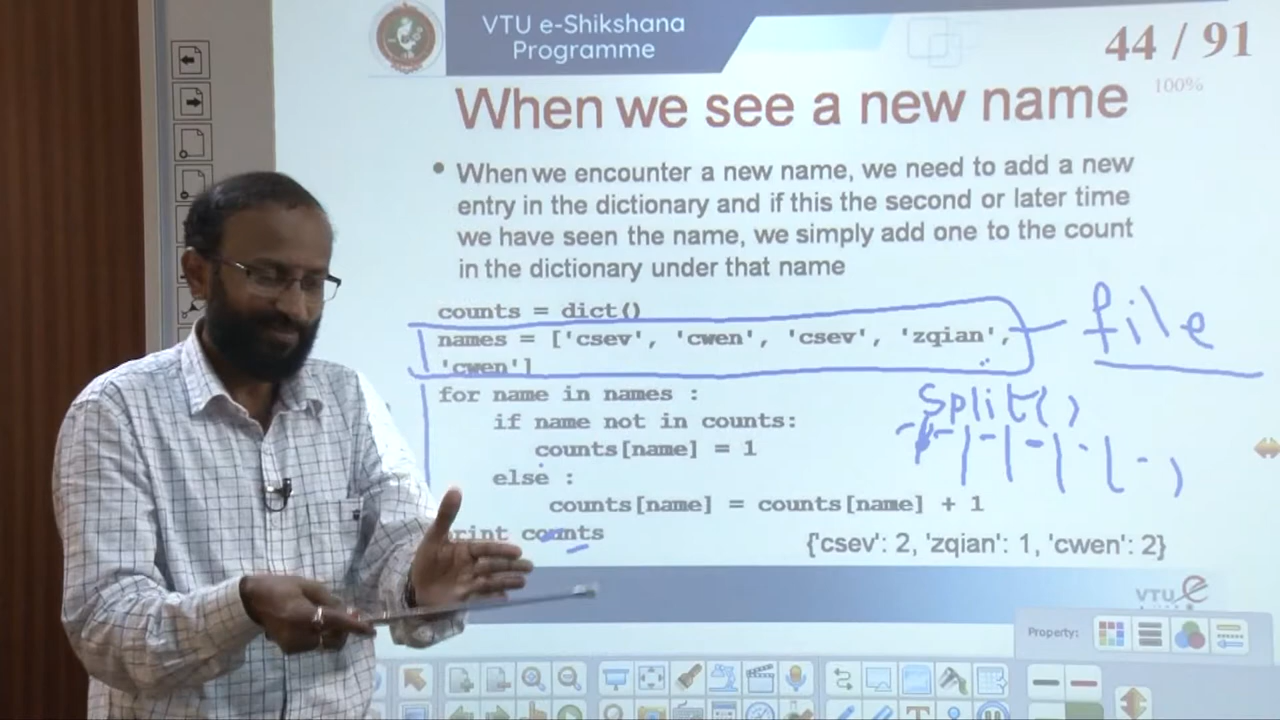 VTU e-Shikshana
Programme
44 / 91
100%
When we see a new name
• When we encounter a new name, we need to add a new
entry in the dictionary and if this the second or later time
we have seen the name, we simply add one to the count
in the dictionary under that name
counts = dict()
names = ['csev', 'cwen', 'csev', 'zqian',
'cwen']
file
for name in names :
split()
if name not in counts:
counts[name] = 1
else :
counts[name] = counts[name] + 1
print counts
{'csev': 2, 'zqian': 1, 'cwen': 2}
VTU e
Property: